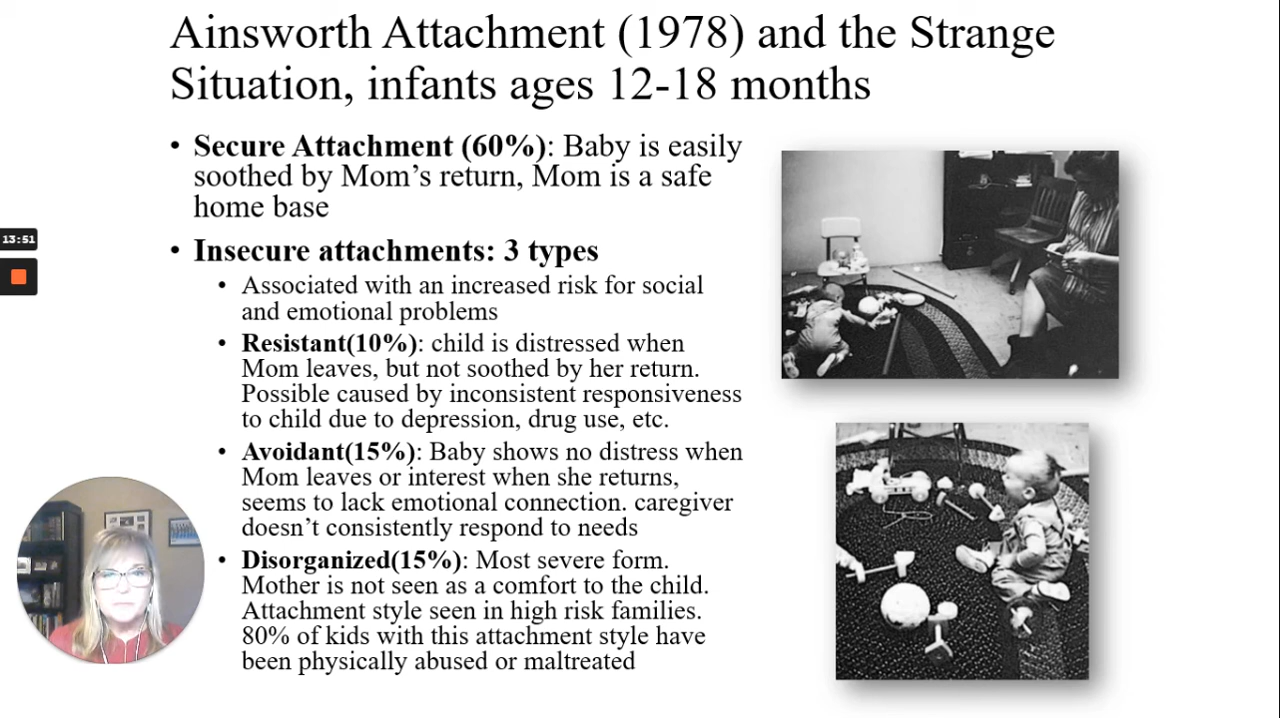 Ainsworth Attachment (1978) and the Strange
Situation, infants ages 12-18 months
• Secure Attachment (60%): Baby is easily
soothed by Mom’s return, Mom is a safe
home base
• Insecure attachments: 3 types
• Associated with an increased risk for social
and emotional problems
• Resistant(10%): child is distressed when
Mom leaves, but not soothed by her return.
Possible caused by inconsistent responsiveness
to child due to depression, drug use, etc.
• Avoidant(15%): Baby shows no distress when
Mom leaves or interest when she returns,
seems to lack emotional connection. caregiver
doesn’t consistently respond to needs
• Disorganized(15%): Most severe form.
Mother is not seen as a comfort to the child.
Attachment style seen in high risk families.
80% of kids with this attachment style have
been physically abused or maltreated
13:51